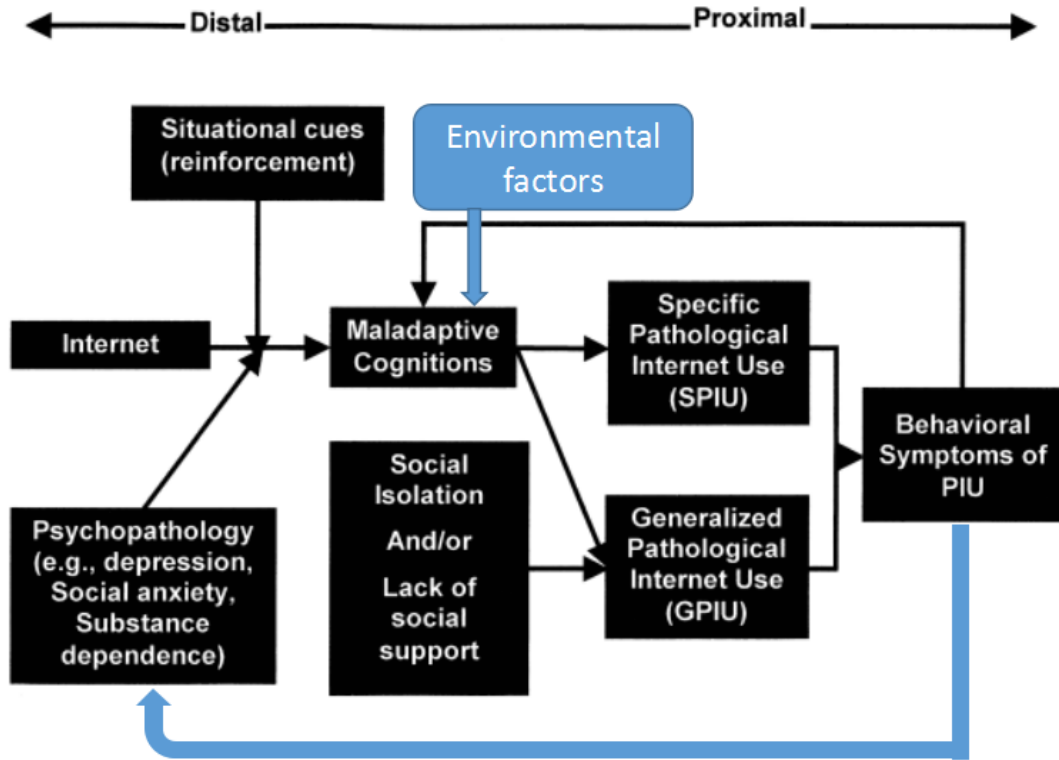 Distal
Proximal
Situational cues
(reinforcement)
Environmental
factors
Internet
Maladaptive
Cognitions
Specific
Pathological
Internet Use
(SPIU)
Behavioral
Symptoms of
PIU
Social
Isolation
And/or
Lack of
social
support
Generalized
Pathological
Internet Use
(GPIU)
Psychopathology
(e.g., depression,
Social anxiety,
Substance
dependence)